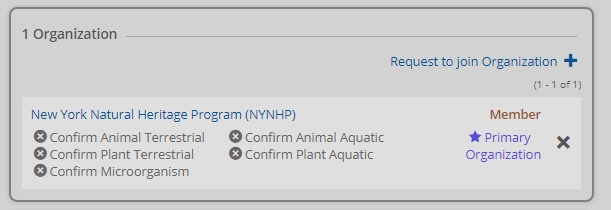 1 Organization
Request to join Organization
(1 - 1 of 1)
New York Natural Heritage Program (NYNHP) Member
Confirm Animal Terrestrial Confirm Animal Aquatic Primary
Confirm Plant Terrestrial Confirm Plant Aquatic Organization
Confirm Microorganism